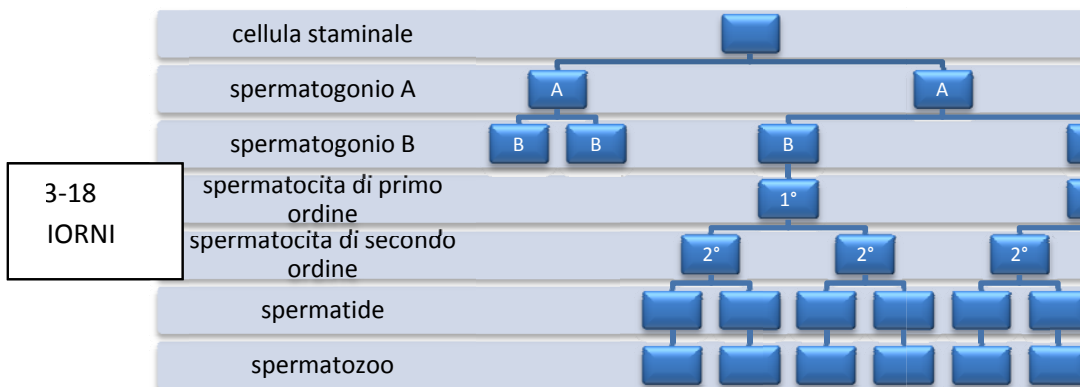 cellula staminale
spermatogonio A
A A
spermatogonio B
B B B
3-18
IORNI
spermatocita di primo
ordine
1°
spermatocita di secondo
ordine
2° 2° 2°
spermatide
spermatozoo